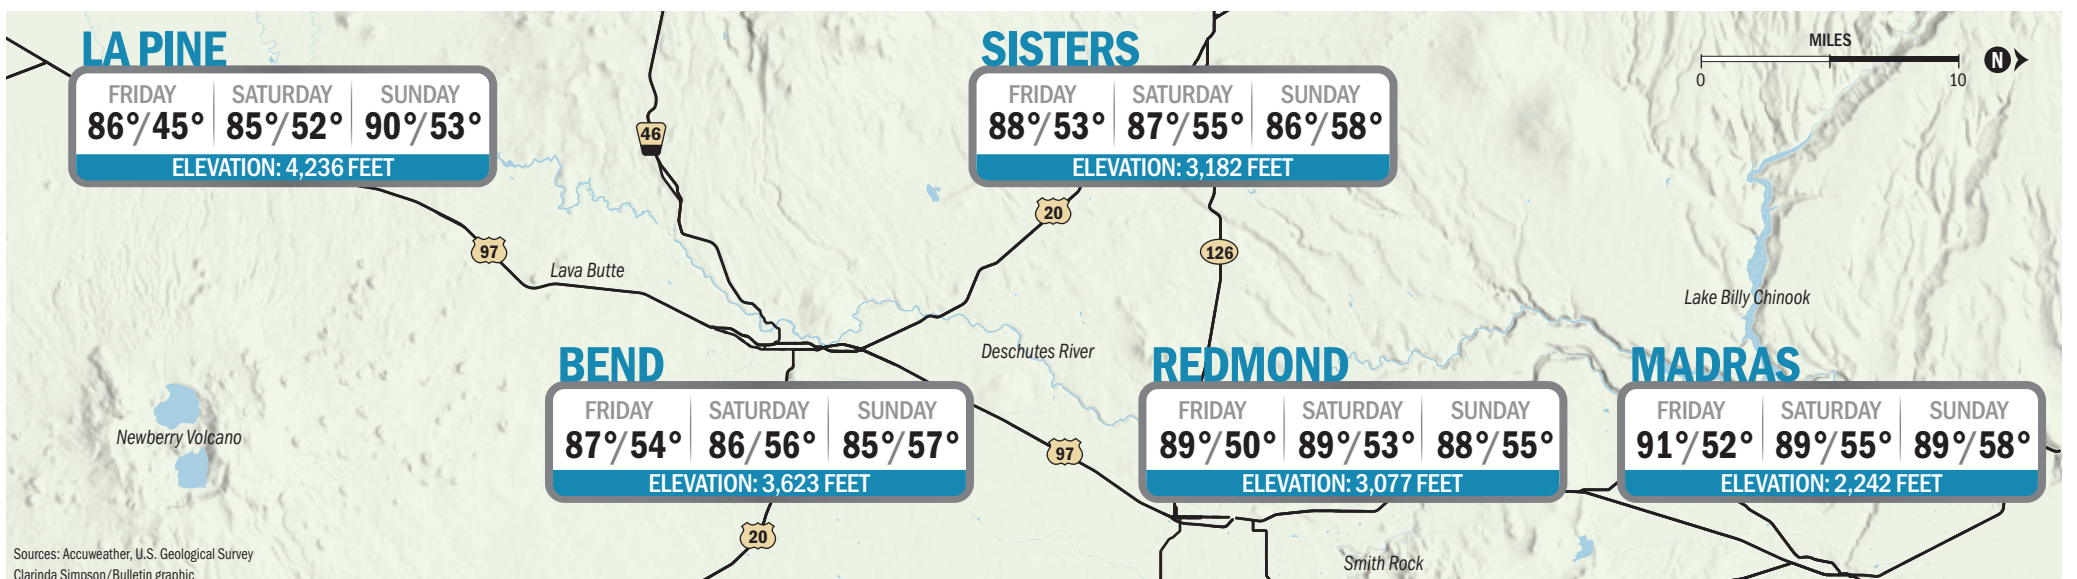 LA PINE
FRIDAY SATURDAY SUNDAY
86°/45° 85°/52° 90°/53°
ELEVATION: 4,236 FEET
SISTERS
FRIDAY SATURDAY SUNDAY
88°/53° 87°/55° 86°/58°
ELEVATION: 3,182 FEET
MILES
0 10
N
46
20
97
126
Lava Butte
Lake Billy Chinook
Deschutes River
BEND
FRIDAY SATURDAY SUNDAY
87°/54° 86/56° 85°/57°
ELEVATION: 3,623 FEET
REDMOND
FRIDAY SATURDAY SUNDAY
89°/50° 89°/53° 88°/55°
ELEVATION: 3,077 FEET
MADRAS
FRIDAY SATURDAY SUNDAY
91°/52° 89°/55° 89°/58°
ELEVATION: 2,242 FEET
Newberry Volcano
97
20
Smith Rock
Sources: Accuweather, U.S. Geological Survey
Clarinda Simpson/Bulletin graphic